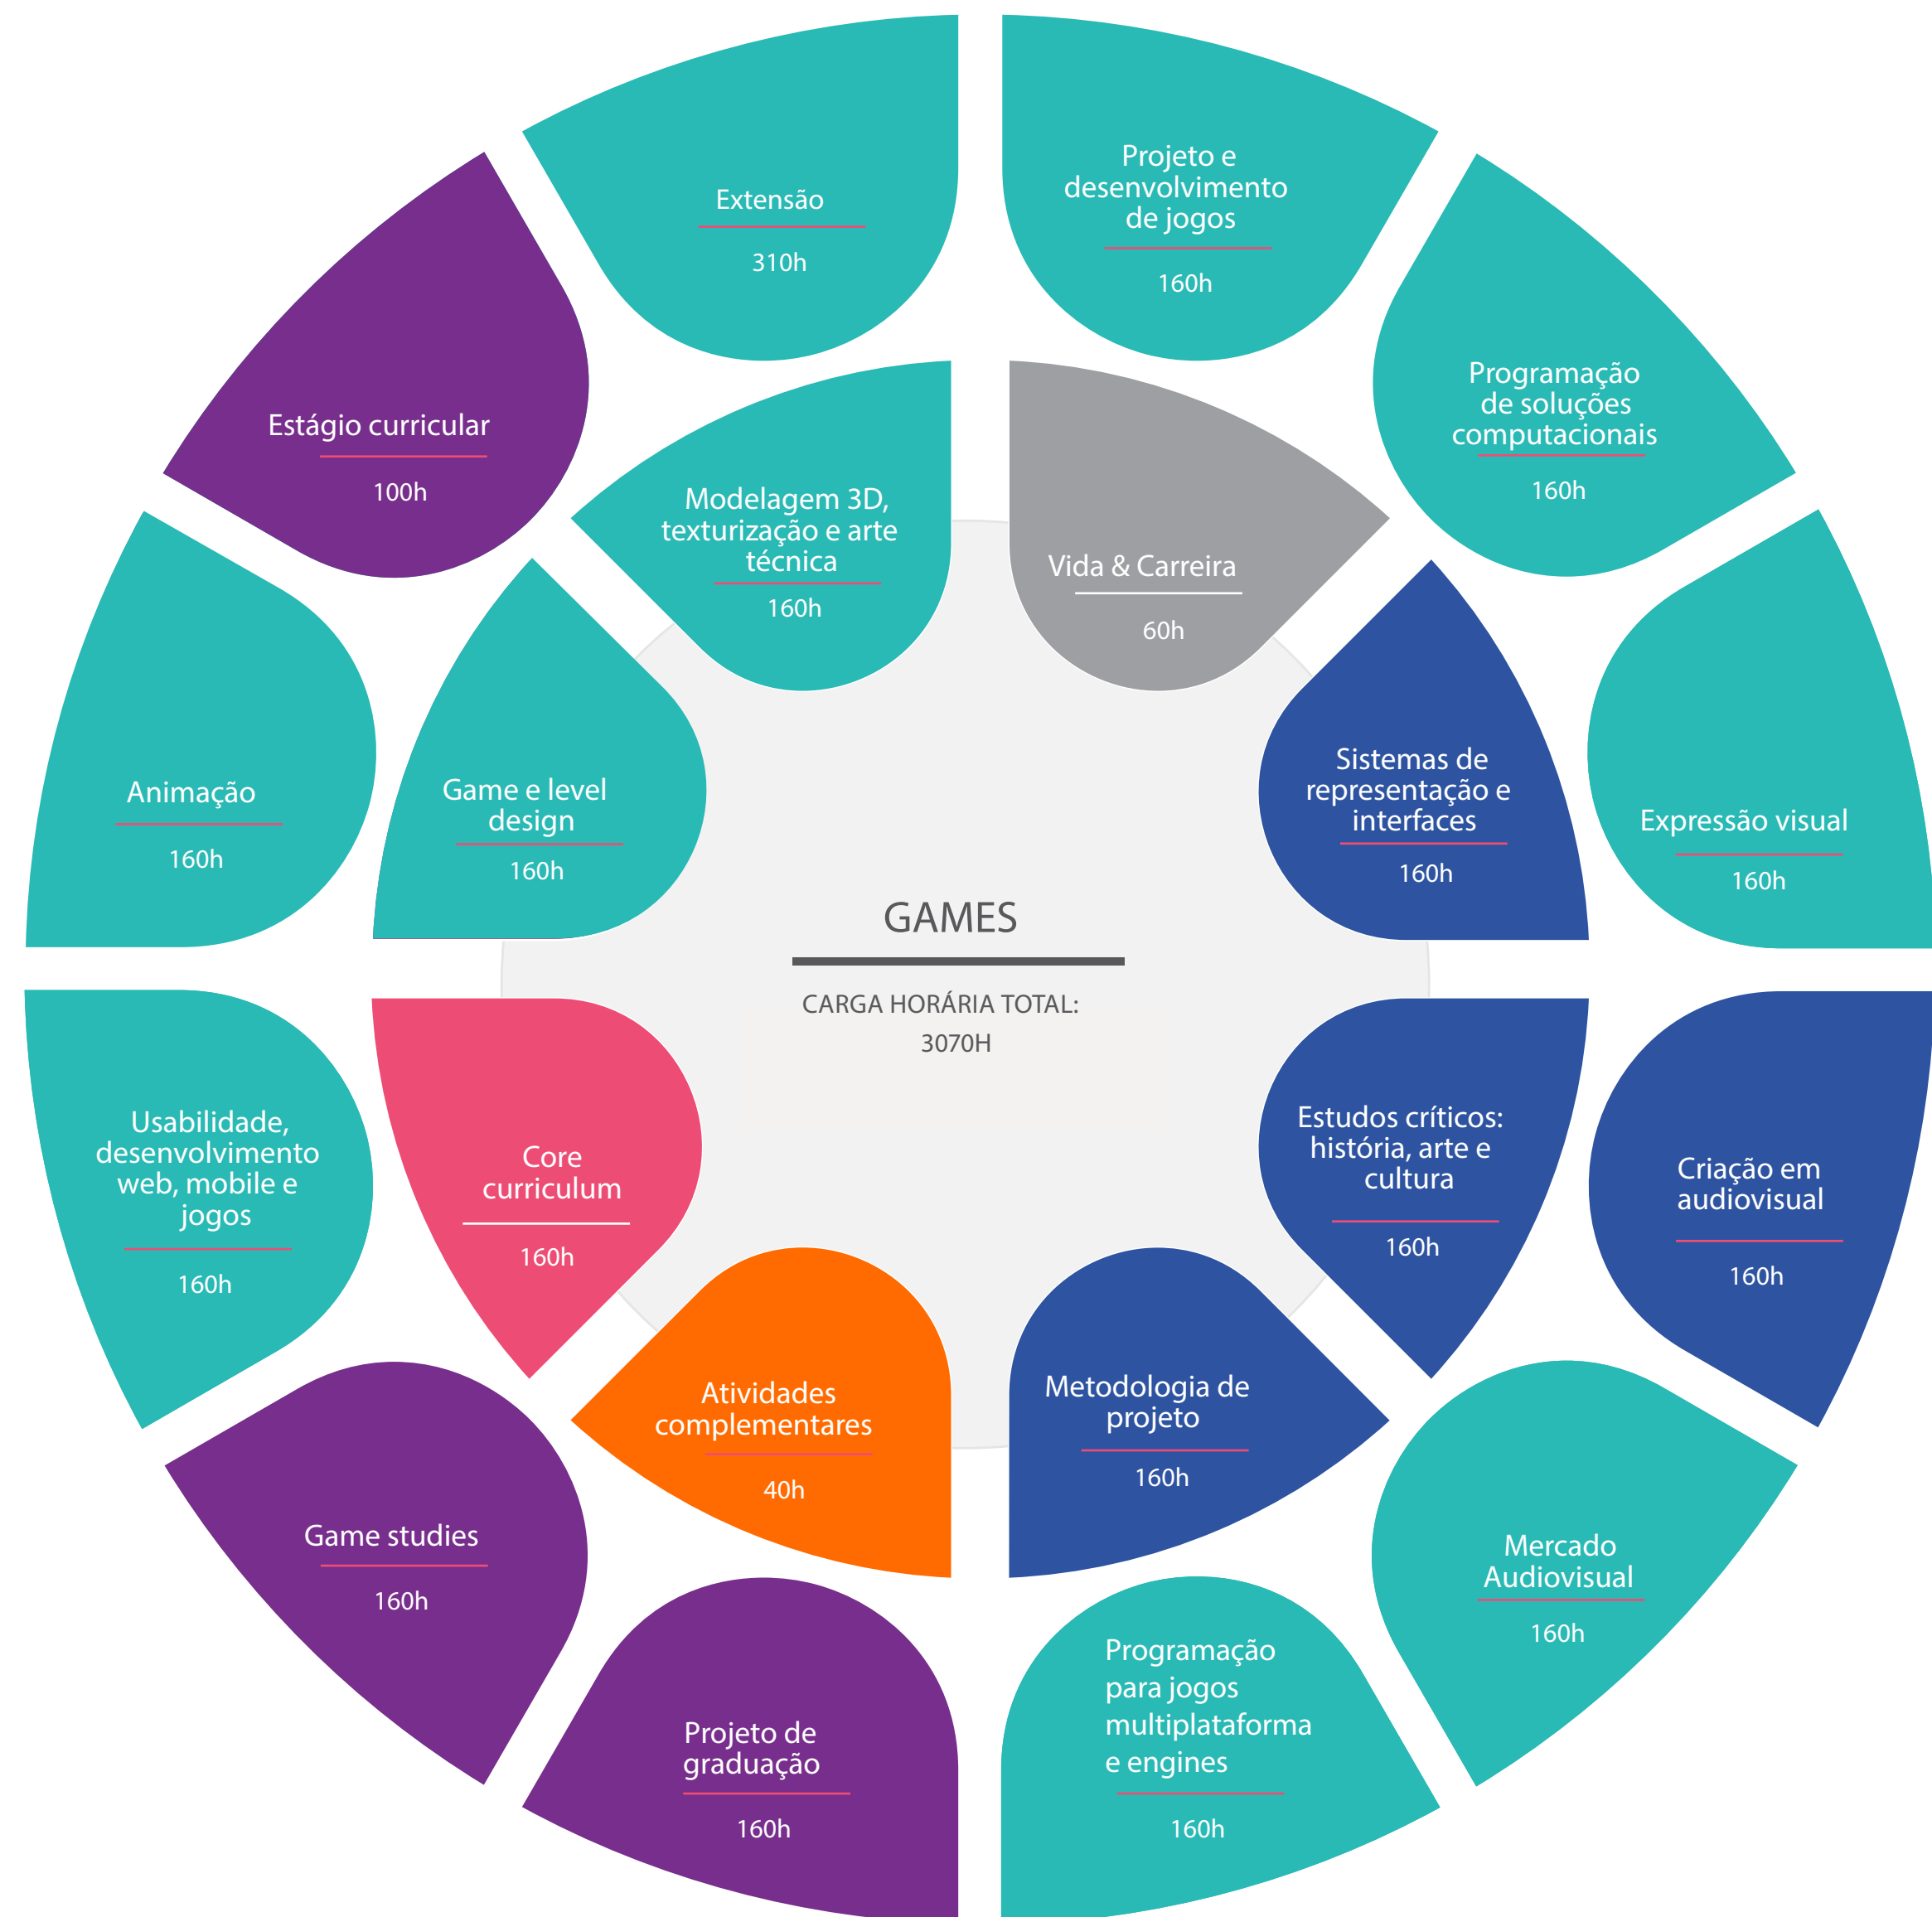 Extensão
310h
Projeto e
desenvolvimento
de jogos
160h
Programação
de soluções
computacionais
160h
Estágio curricular
100h
Modelagem 3D,
texturização e arte
técnica
160h
Vida & Carreira
60h
Animação
160h
Game e level
design
160h
Sistemas de
representação e
interfaces
160h
Expressão visual
160h
GAMES
CARGA HORÁRIA TOTAL:
3070H
Usabilidade,
desenvolvimento
web, mobile e
jogos
160h
Core
curriculum
160h
Estudos críticos:
história, arte e
cultura
160h
Criação em
audiovisual
160h
Atividades
complementares
40h
Metodologia de
projeto
160h
Game studies
160h
Mercado
Audiovisual
160h
Projeto de
graduação
160h
Programação
para jogos
multiplataforma
e engines
160h